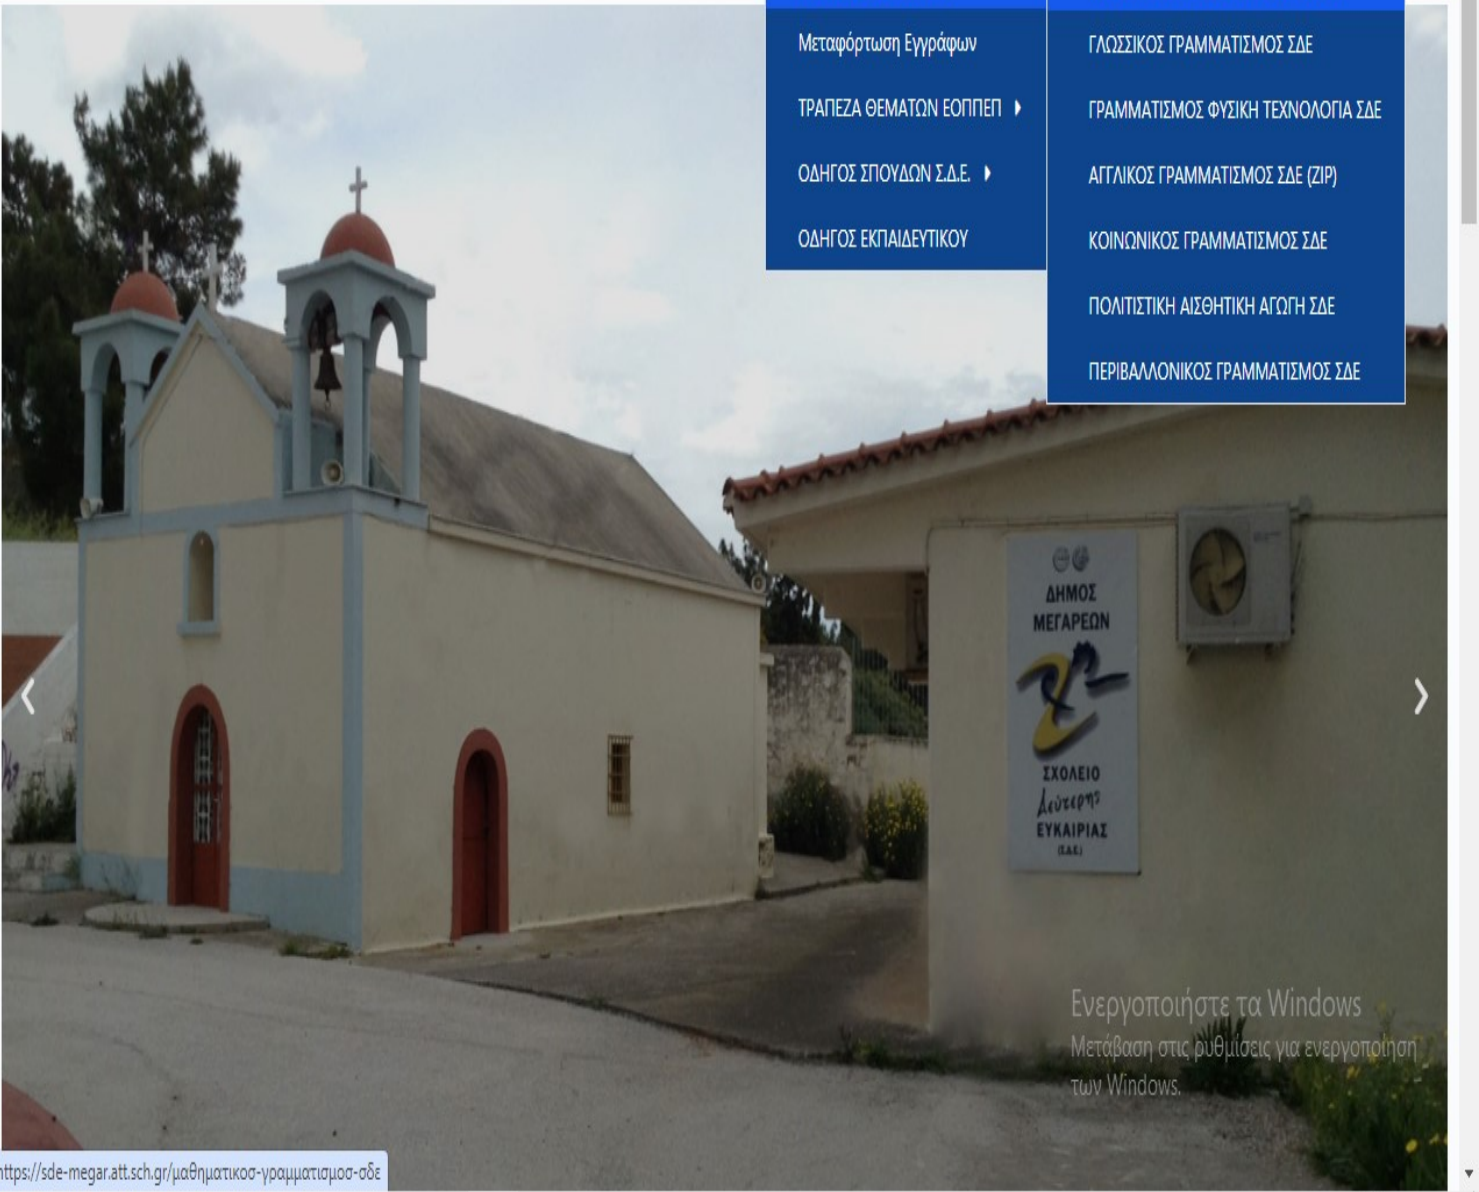 Μεταφόρτωση Εγγράφων
ΤΡΑΠΕΖΑ ΘΕΜΑΤΩΝ ΕΟΠΠΕΠ
ΟΔΗΓΟΣ ΣΠΟΥΔΩΝ Σ.Δ.Ε.
ΟΔΗΓΟΣ ΕΚΠΑΙΔΕΥΤΙΚΟΥ
ΓΛΩΣΣΙΚΟΣ ΓΡΑΜΜΑΤΙΣΜΟΣ ΣΔΕ
ΓΡΑΜΜΑΤΙΣΜΟΣ ΦΥΣΙΚΗ ΤΕΧΝΟΛΟΓΙΑ ΣΔΕ
ΑΓΓΛΙΚΟΣ ΓΡΑΜΜΑΤΙΣΜΟΣ ΣΔΕ (ZIP)
ΚΟΙΝΩΝΙΚΟΣ ΓΡΑΜΜΑΤΙΣΜΟΣ ΣΔΕ
ΠΟΛΙΤΙΣΤΙΚΗ ΑΙΣΘΗΤΙΚΗ ΑΓΩΓΗ ΣΔΕ
ΠΕΡΙΒΑΛΛΟΝΙΚΟΣ ΓΡΑΜΜΑΤΙΣΜΟΣ ΣΔΕ
ΔΗΜΟΣ
ΜΕΓΑΡΕΩΝ
ΣΧΟΛΕΙΟ
Δεύτερης
ΕΥΚΑΙΡΙΑΣ
(Σ.Δ.Ε.)
Ενεργοποιήστε τα Windows
Μετάβαση στις ρυθμίσεις για ενεργοποίηση
των Windows.
https://sde-megar.att.sch.gr/μαθηματικοσ-γραμματισμοσ-σδε